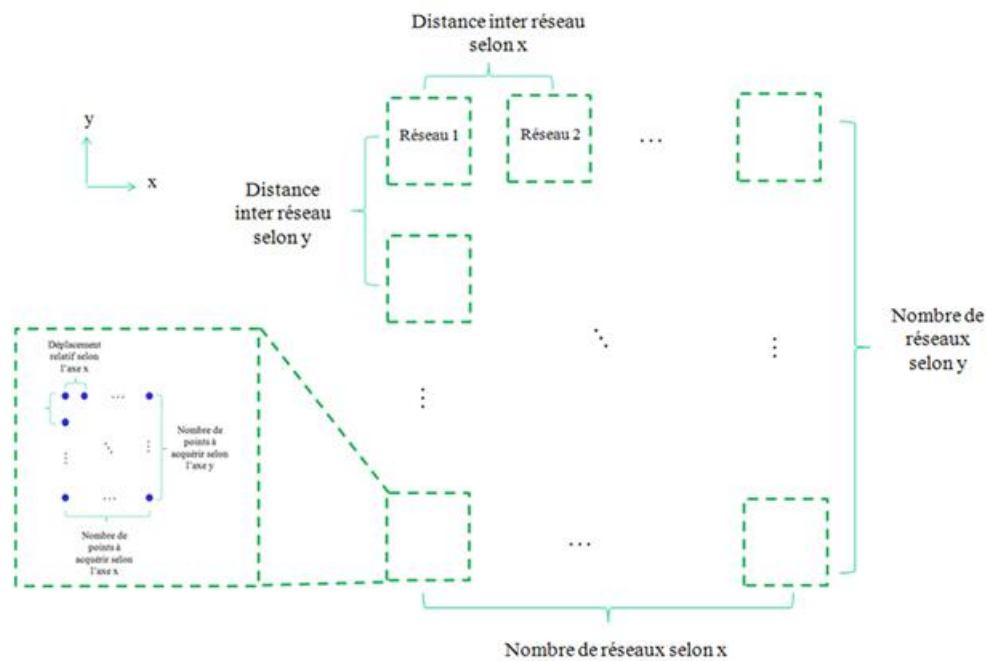 Distance inter réseau
selon x
y
x
Réseau 1
Réseau 2
...
Distance
inter réseau
selon y
Nombre de
réseaux
selon y
Déplacement
relatif selon
l'axe x
...
Nombre de
points à
acquérir selon
l'axe y
...
Nombre de
points à
acquérir selon
l'axe x
...
Nombre de réseaux selon x